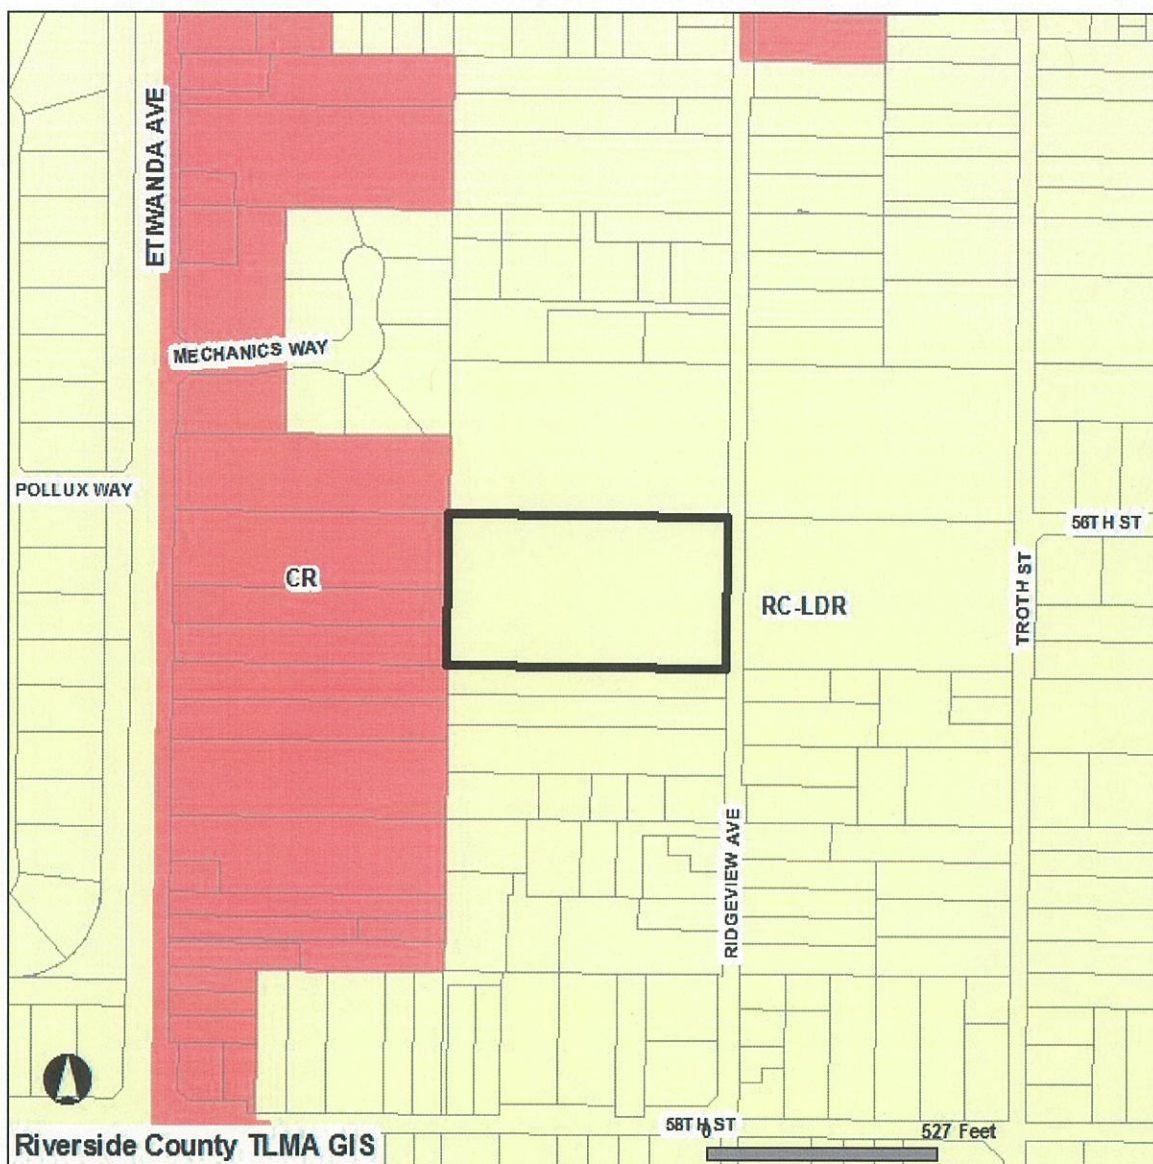 ETIWANDA AVE
MECHANICS WAY
POLLUX WAY
56TH ST
CR
RC-LDR
TROTH ST
RIDGEVIEW AVE
58TH ST
0
527 Feet
Riverside County TLMA GIS